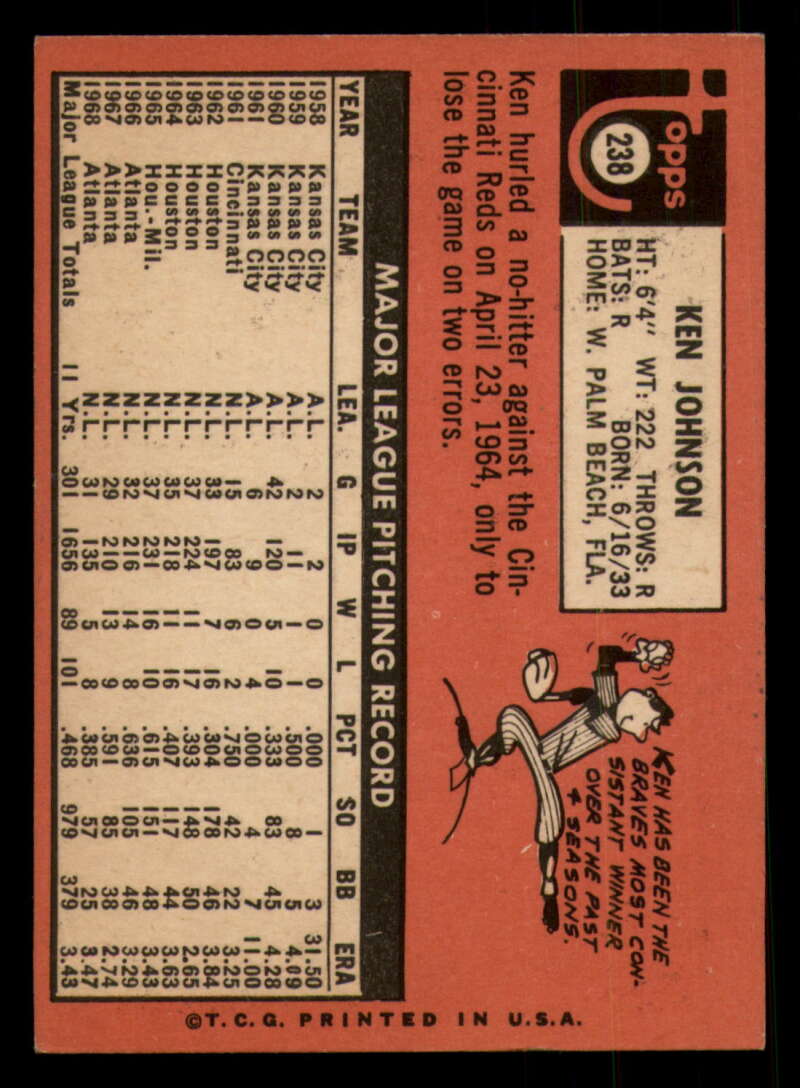 Topps
238
KEN JOHNSON
HT: 6'4" WT: 222 THROWS: R
BATS: R BORN: 6/16/33
HOME: W. PALM BEACH, FLA.
Ken hurled a no-hitter against the Cin-
cinnati Reds on April 23, 1964, only to
lose the game on two errors.
KEN HAS BEEN THE
BRAVES MOST CON-
SISTANT WINNER
OVER THE PAST
4 SEASONS.
MAJOR LEAGUE PITCHING RECORD
YEAR TEAM LEA. G IP W L PCT SO BB ERA
1958 Kansas City A.L. 2 2 0 0 .000 1 3 31.50
1959 Kansas City A.L. 2 11 1 1 .500 8 5 4.09
1960 Kansas City A.L. 42 120 5 10 .333 83 45 4.28
1961 Kansas City A.L. 6 9 0 4 .000 4 7 11.00
1961 Cincinnati N.L. 15 83 6 2 .750 42 22 3.25
1962 Houston N.L. 33 197 7 16 .304 178 46 3.84
1963 Houston N.L. 37 224 11 17 .393 148 50 2.65
1964 Houston N.L. 35 218 11 16 .407 117 44 3.63
1965 Hou.-Mil. N.L. 37 231 16 10 .615 151 48 3.43
1966 Atlanta N.L. 32 216 14 8 .636 105 46 3.29
1967 Atlanta N.L. 29 210 13 9 .591 85 38 2.74
1968 Atlanta N.L. 31 135 5 8 .385 57 25 3.47
Major League Totals 11 Yrs. 301 1656 89 101 .468 979 379 3.43
©T.C.G. PRINTED IN U.S.A.